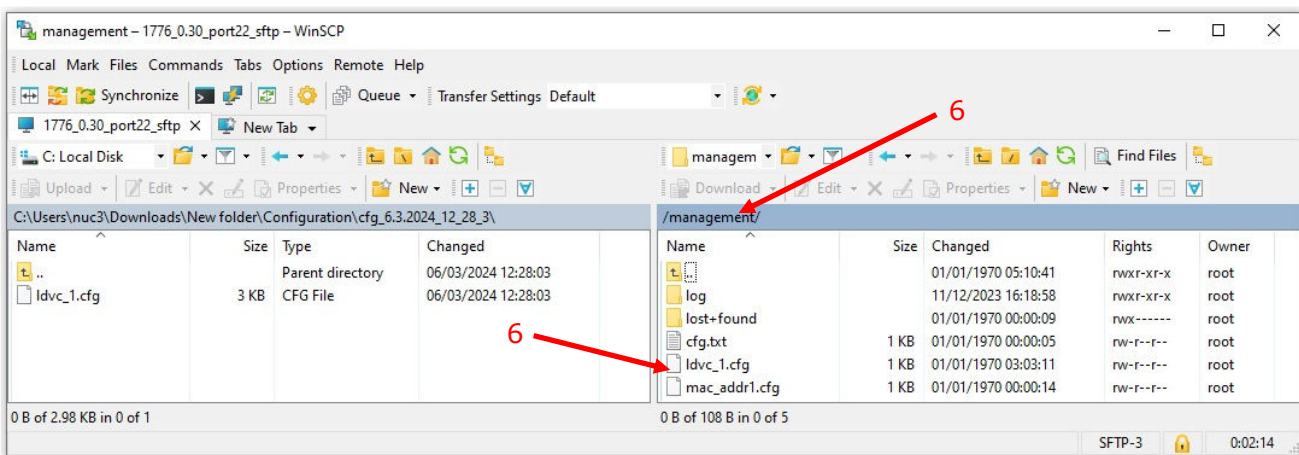 management – 1776_0.30_port22_sftp – WinSCP
Local Mark Files Commands Tabs Options Remote Help
Synchronize Queue Transfer Settings Default
1776_0.30_port22_sftp New Tab
6
C: Local Disk managem Find Files
Upload Edit Properties New Download Edit Properties New
C:\Users\nuc3\Downloads\New folder\Configuration\cfg_6.3.2024_12_28_3\ /management/
Name Size Type Changed Name Size Changed Rights Owner
.. Parent directory 06/03/2024 12:28:03 .. 01/01/1970 05:10:41 rwxr-xr-x root
ldvc_1.cfg 3 KB CFG File 06/03/2024 12:28:03 log 11/12/2023 16:18:58 rwxr-xr-x root
lost+found 01/01/1970 00:00:09 rwx------ root
6
cfg.txt 1 KB 01/01/1970 00:00:05 rw-r--r-- root
ldvc_1.cfg 1 KB 01/01/1970 03:03:11 rw-r--r-- root
mac_addr1.cfg 1 KB 01/01/1970 00:00:14 rw-r--r-- root
0 B of 2.98 KB in 0 of 1 0 B of 108 B in 0 of 5
SFTP-3 0:02:14